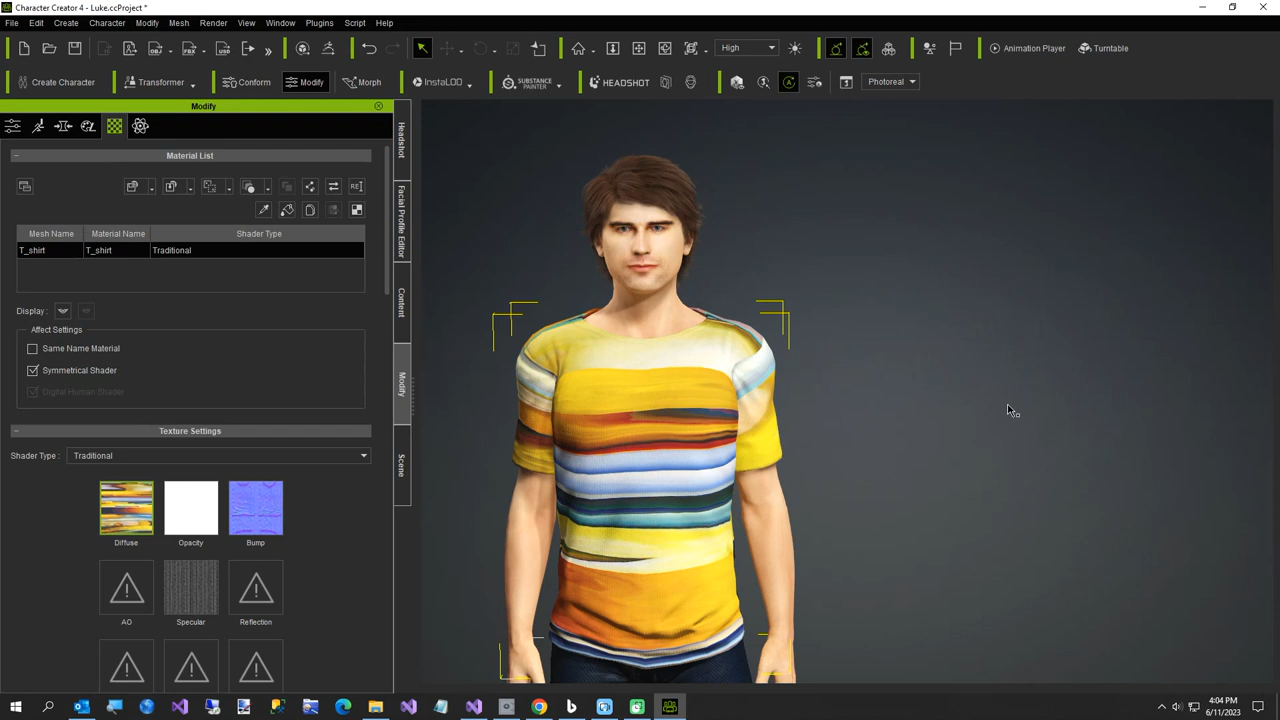 Character Creator 4 - Luke.ccProject *
File Edit Create Character Modify Mesh Render View Window Plugins Script Help
High Animation Player Turntable
Create Character Transformer Conform Modify Morph InstaLOD SUBSTANCE PAINTER HEADSHOT Photoreal
Modify
Headshot
Facial Profile Editor
Content
Modify
Scene
Material List
Mesh Name Material Name Shader Type
T_shirt T_shirt Traditional
Display :
Affect Settings
Same Name Material
Symmetrical Shader
Digital Human Shader
Texture Settings
Shader Type : Traditional
Diffuse Opacity Bump
AO Specular Reflection
4:04 PM
6/11/2023